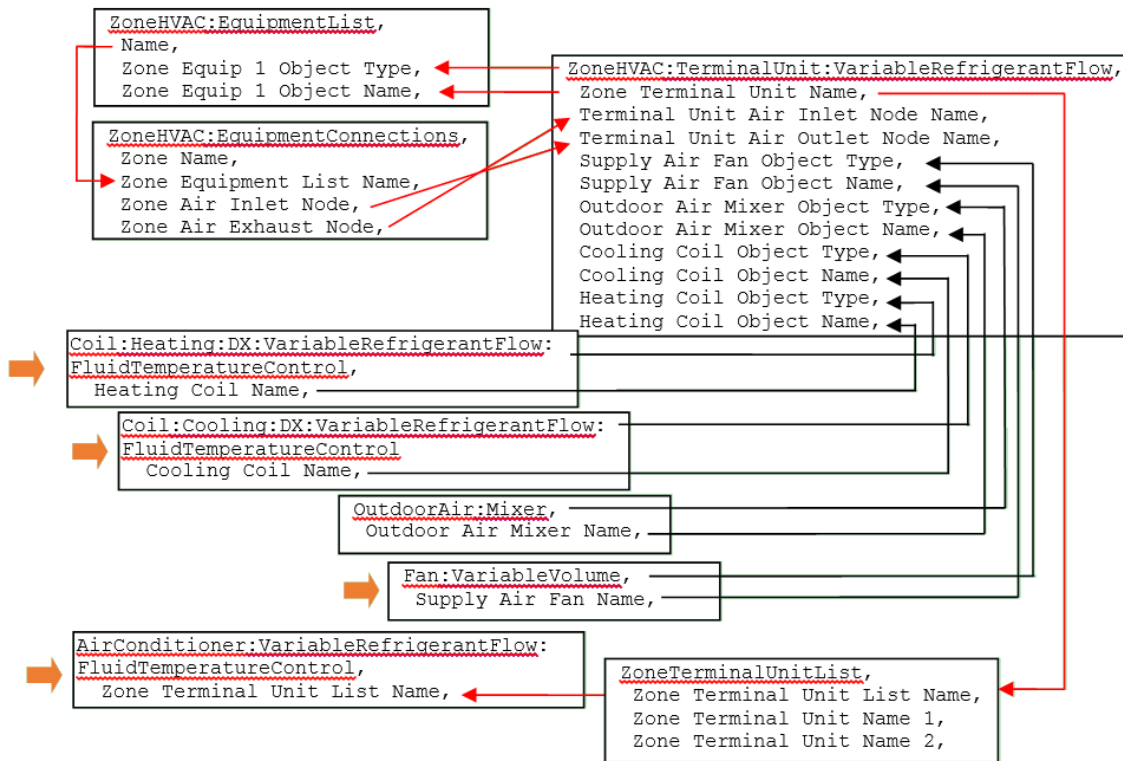 ZoneHVAC:EquipmentList,
Name,
Zone Equip 1 Object Type,
Zone Equip 1 Object Name,
ZoneHVAC:EquipmentConnections,
Zone Name,
Zone Equipment List Name,
Zone Air Inlet Node,
Zone Air Exhaust Node,
ZoneHVAC:TerminalUnit:VariableRefrigerantFlow,
Zone Terminal Unit Name,
Terminal Unit Air Inlet Node Name,
Terminal Unit Air Outlet Node Name,
Supply Air Fan Object Type,
Supply Air Fan Object Name,
Outdoor Air Mixer Object Type,
Outdoor Air Mixer Object Name,
Cooling Coil Object Type,
Cooling Coil Object Name,
Heating Coil Object Type,
Heating Coil Object Name,
Coil:Heating:DX:VariableRefrigerantFlow:
FluidTemperatureControl,
Heating Coil Name,
Coil:Cooling:DX:VariableRefrigerantFlow:
FluidTemperatureControl
Cooling Coil Name,
OutdoorAir:Mixer,
Outdoor Air Mixer Name,
Fan:VariableVolume,
Supply Air Fan Name,
AirConditioner:VariableRefrigerantFlow:
FluidTemperatureControl,
Zone Terminal Unit List Name,
ZoneTerminalUnitList,
Zone Terminal Unit List Name,
Zone Terminal Unit Name 1,
Zone Terminal Unit Name 2,